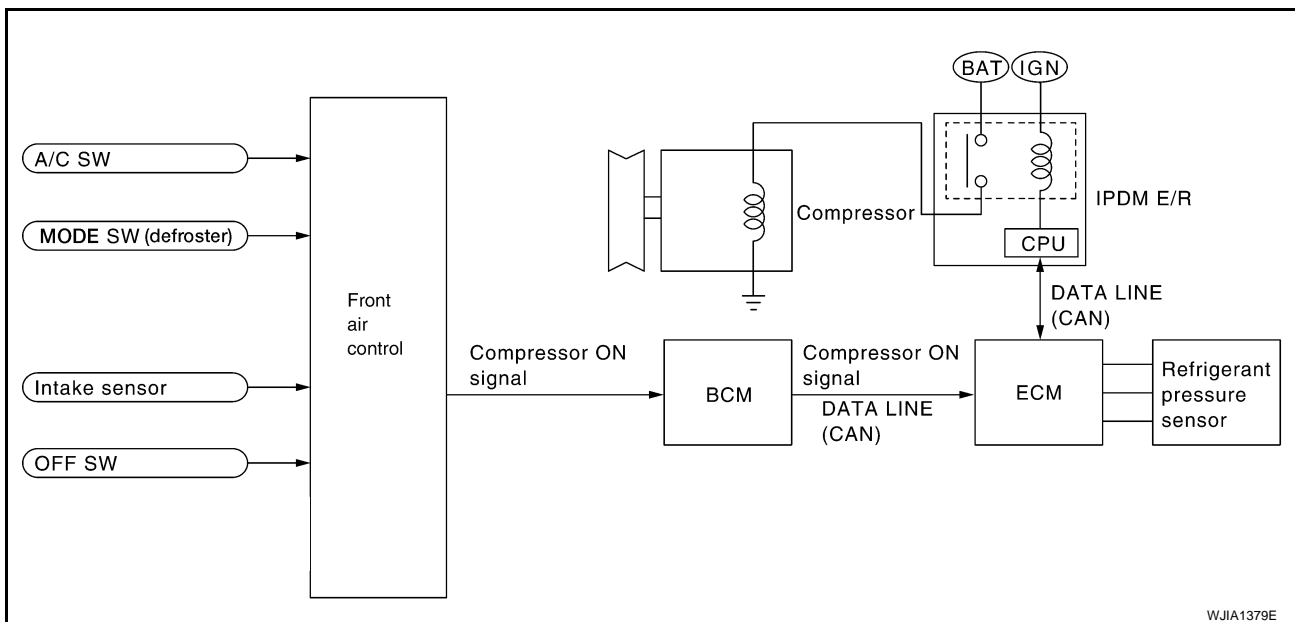 BAT
IGN
A/C SW
Compressor
IPDM E/R
MODE SW (defroster)
CPU
Front
air
control
DATA LINE
(CAN)
Compressor ON
signal
BCM
Compressor ON
signal
DATA LINE
(CAN)
ECM
Refrigerant
pressure
sensor
Intake sensor
OFF SW
WJIA1379E